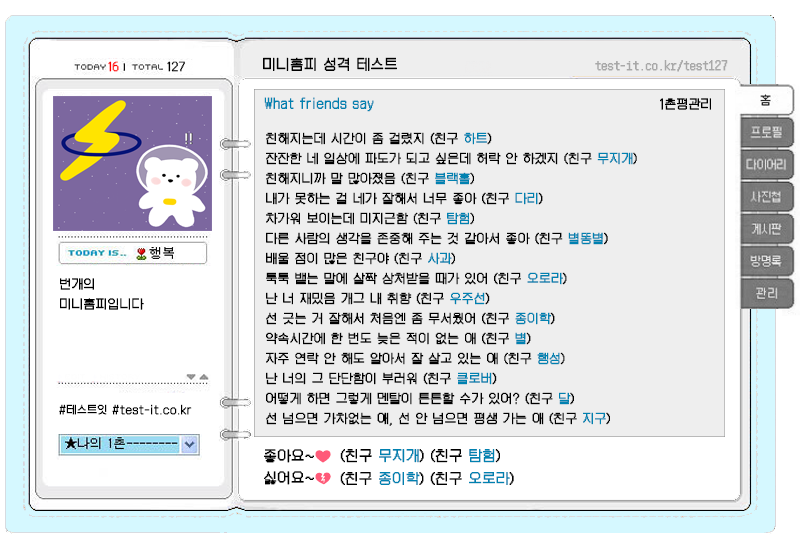 TODAY 16 | TOTAL 127
미니홈피 성격 테스트
test-it.co.kr/test127
!!
TODAY IS.. 행복
번개의
미니홈피입니다
#테스트잇 #test-it.co.kr
★나의 1촌--------
What friends say
1촌평관리
친해지는데 시간이 좀 걸렸지 (친구 하트)
잔잔한 네 일상에 파도가 되고 싶은데 허락 안 하겠지 (친구 무지개)
친해지니까 말 많아졌음 (친구 블랙홀)
내가 못하는 걸 네가 잘해서 너무 좋아 (친구 다리)
차가워 보이는데 미지근함 (친구 탐험)
다른 사람의 생각을 존중해 주는 것 같아서 좋아 (친구 별똥별)
배울 점이 많은 친구야 (친구 사과)
툭툭 뱉는 말에 살짝 상처받을 때가 있어 (친구 오로라)
난 너 재밌음 개그 내 취향 (친구 우주선)
선 긋는 거 잘해서 처음엔 좀 무서웠어 (친구 종이학)
약속시간에 한 번도 늦은 적이 없는 애 (친구 별)
자주 연락 안 해도 알아서 잘 살고 있는 애 (친구 행성)
난 너의 그 단단함이 부러워 (친구 클로버)
어떻게 하면 그렇게 멘탈이 튼튼할 수가 있어? (친구 달)
선 넘으면 가차없는 애, 선 안 넘으면 평생 가는 애 (친구 지구)
좋아요~ (친구 무지개) (친구 탐험)
싫어요~ (친구 종이학) (친구 오로라)
홈
프로필
다이어리
사진첩
게시판
방명록
관리